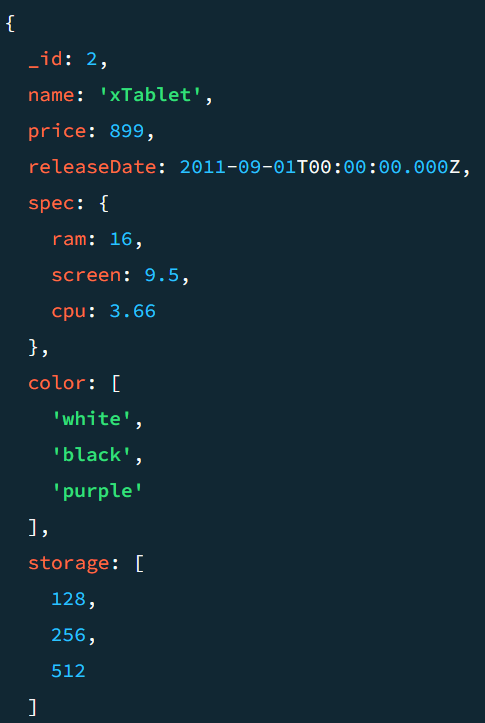 {
  _id: 2,
  name: 'xTablet',
  price: 899,
  releaseDate: 2011-09-01T00:00:00.000Z,
  spec: {
    ram: 16,
    screen: 9.5,
    cpu: 3.66
  },
  color: [
    'white',
    'black',
    'purple'
  ],
  storage: [
    128,
    256,
    512
  ]